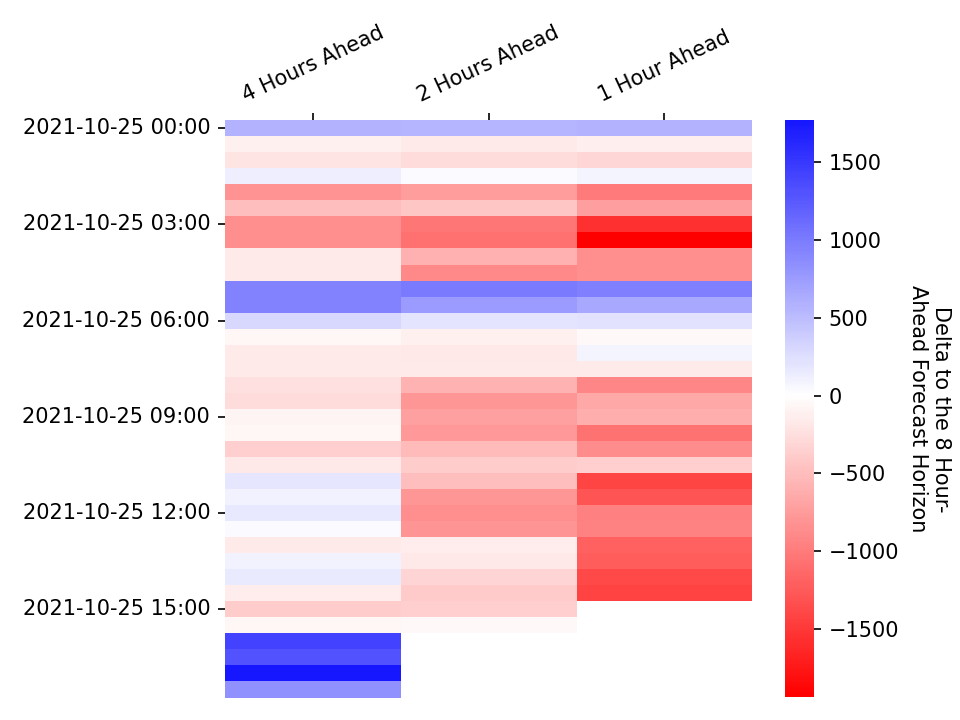 4 Hours Ahead
2 Hours Ahead
1 Hour Ahead
2021-10-25 00:00
2021-10-25 03:00
2021-10-25 06:00
2021-10-25 09:00
2021-10-25 12:00
2021-10-25 15:00
1500
1000
500
0
−500
−1000
−1500
Delta to the 8 Hour-
Ahead Forecast Horizon